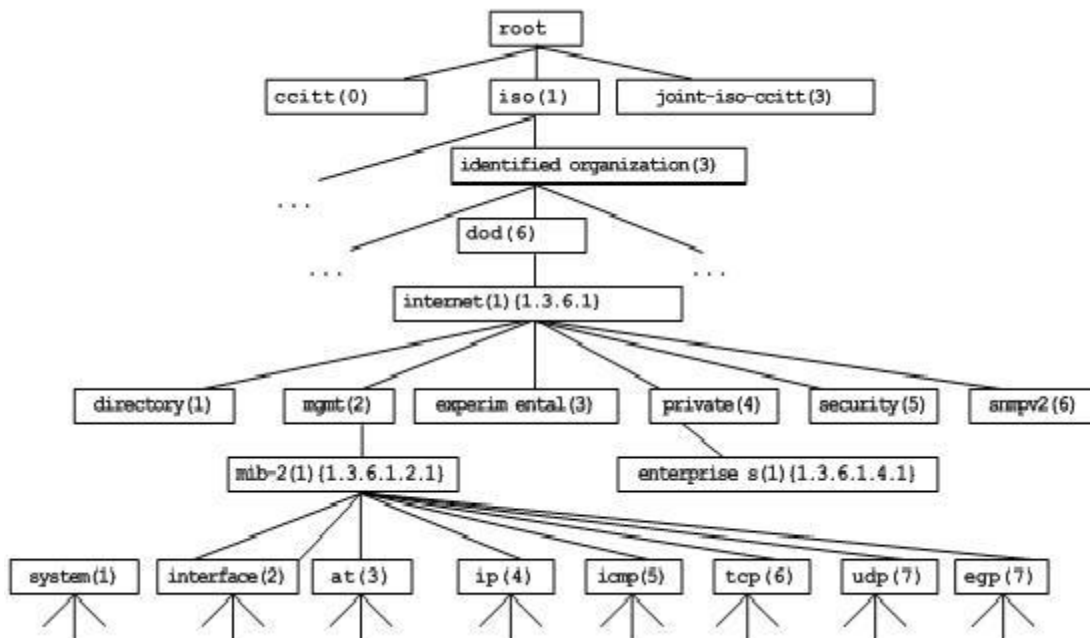 root
ccitt(0) iso(1) joint-iso-ccitt(3)
identified organization(3)
...
dod(6)
... ...
internet(1){1.3.6.1}
directory(1) mgmt(2) experim ental(3) private(4) security(5) snmpv2(6)
mib-2(1){1.3.6.1.2.1} enterprise s(1){1.3.6.1.4.1}
system(1) interface(2) at(3) ip(4) icmp(5) tcp(6) udp(7) egp(7)